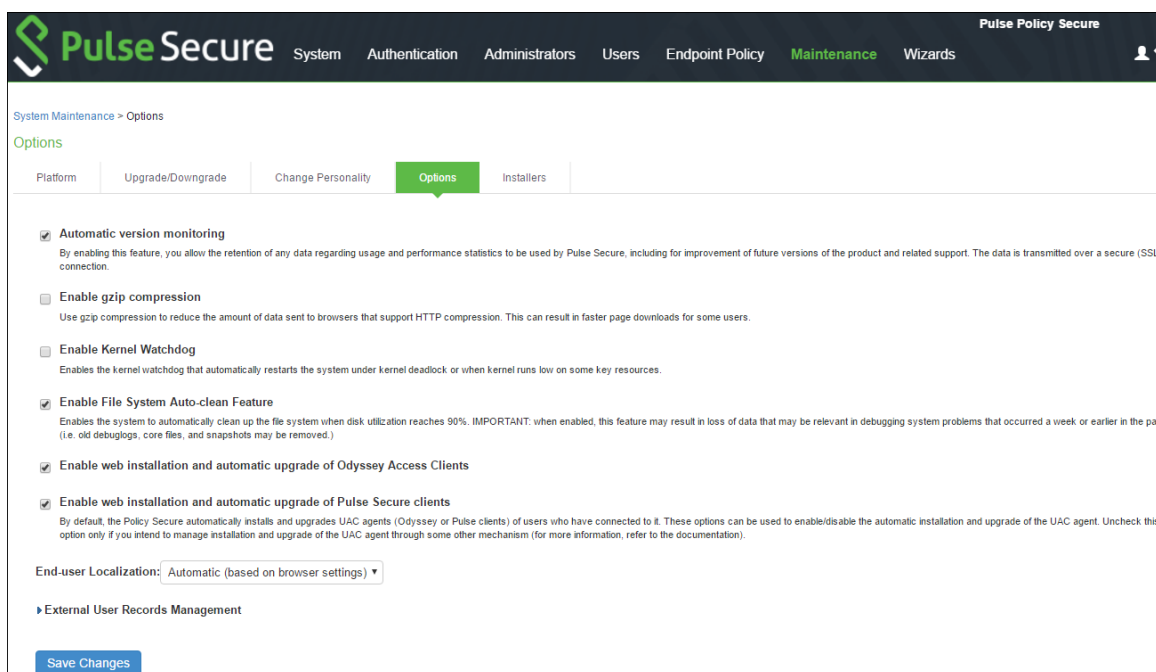 Pulse Policy Secure
Pulse Secure System Authentication Administrators Users Endpoint Policy Maintenance Wizards
System Maintenance > Options
Options
Platform Upgrade/Downgrade Change Personality Options Installers
Automatic version monitoring
By enabling this feature, you allow the retention of any data regarding usage and performance statistics to be used by Pulse Secure, including for improvement of future versions of the product and related support. The data is transmitted over a secure (SSL
connection.
Enable gzip compression
Use gzip compression to reduce the amount of data sent to browsers that support HTTP compression. This can result in faster page downloads for some users.
Enable Kernel Watchdog
Enables the kernel watchdog that automatically restarts the system under kernel deadlock or when kernel runs low on some key resources.
Enable File System Auto-clean Feature
Enables the system to automatically clean up the file system when disk utilization reaches 90%. IMPORTANT: when enabled, this feature may result in loss of data that may be relevant in debugging system problems that occurred a week or earlier in the pa
(i.e. old debuglogs, core files, and snapshots may be removed.)
Enable web installation and automatic upgrade of Odyssey Access Clients
Enable web installation and automatic upgrade of Pulse Secure clients
By default, the Policy Secure automatically installs and upgrades UAC agents (Odyssey or Pulse clients) of users who have connected to it. These options can be used to enable/disable the automatic installation and upgrade of the UAC agent. Uncheck this
option only if you intend to manage installation and upgrade of the UAC agent through some other mechanism (for more information, refer to the documentation).
End-user Localization: Automatic (based on browser settings)
External User Records Management
Save Changes